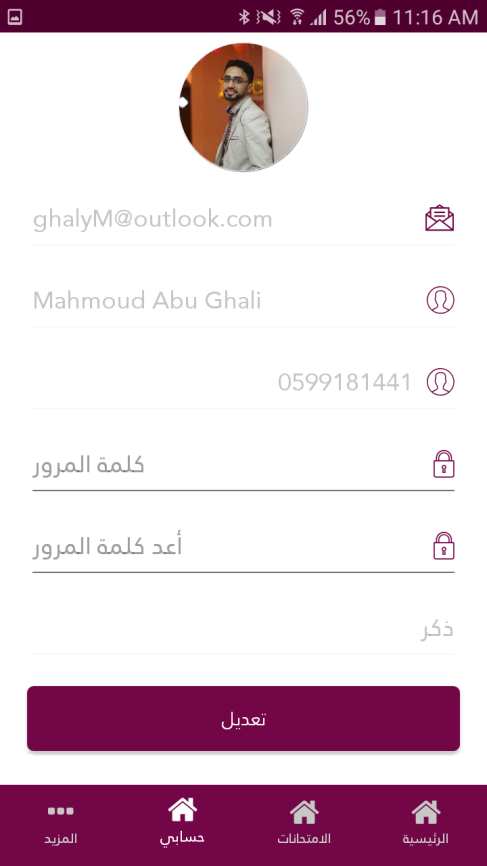 56% 11:16 AM
ghalyM@outlook.com
Mahmoud Abu Ghali
0599181441
كلمة المرور
أعد كلمة المرور
ذكر
تعديل
الرئيسية
الامتحانات
حسابي
المزيد